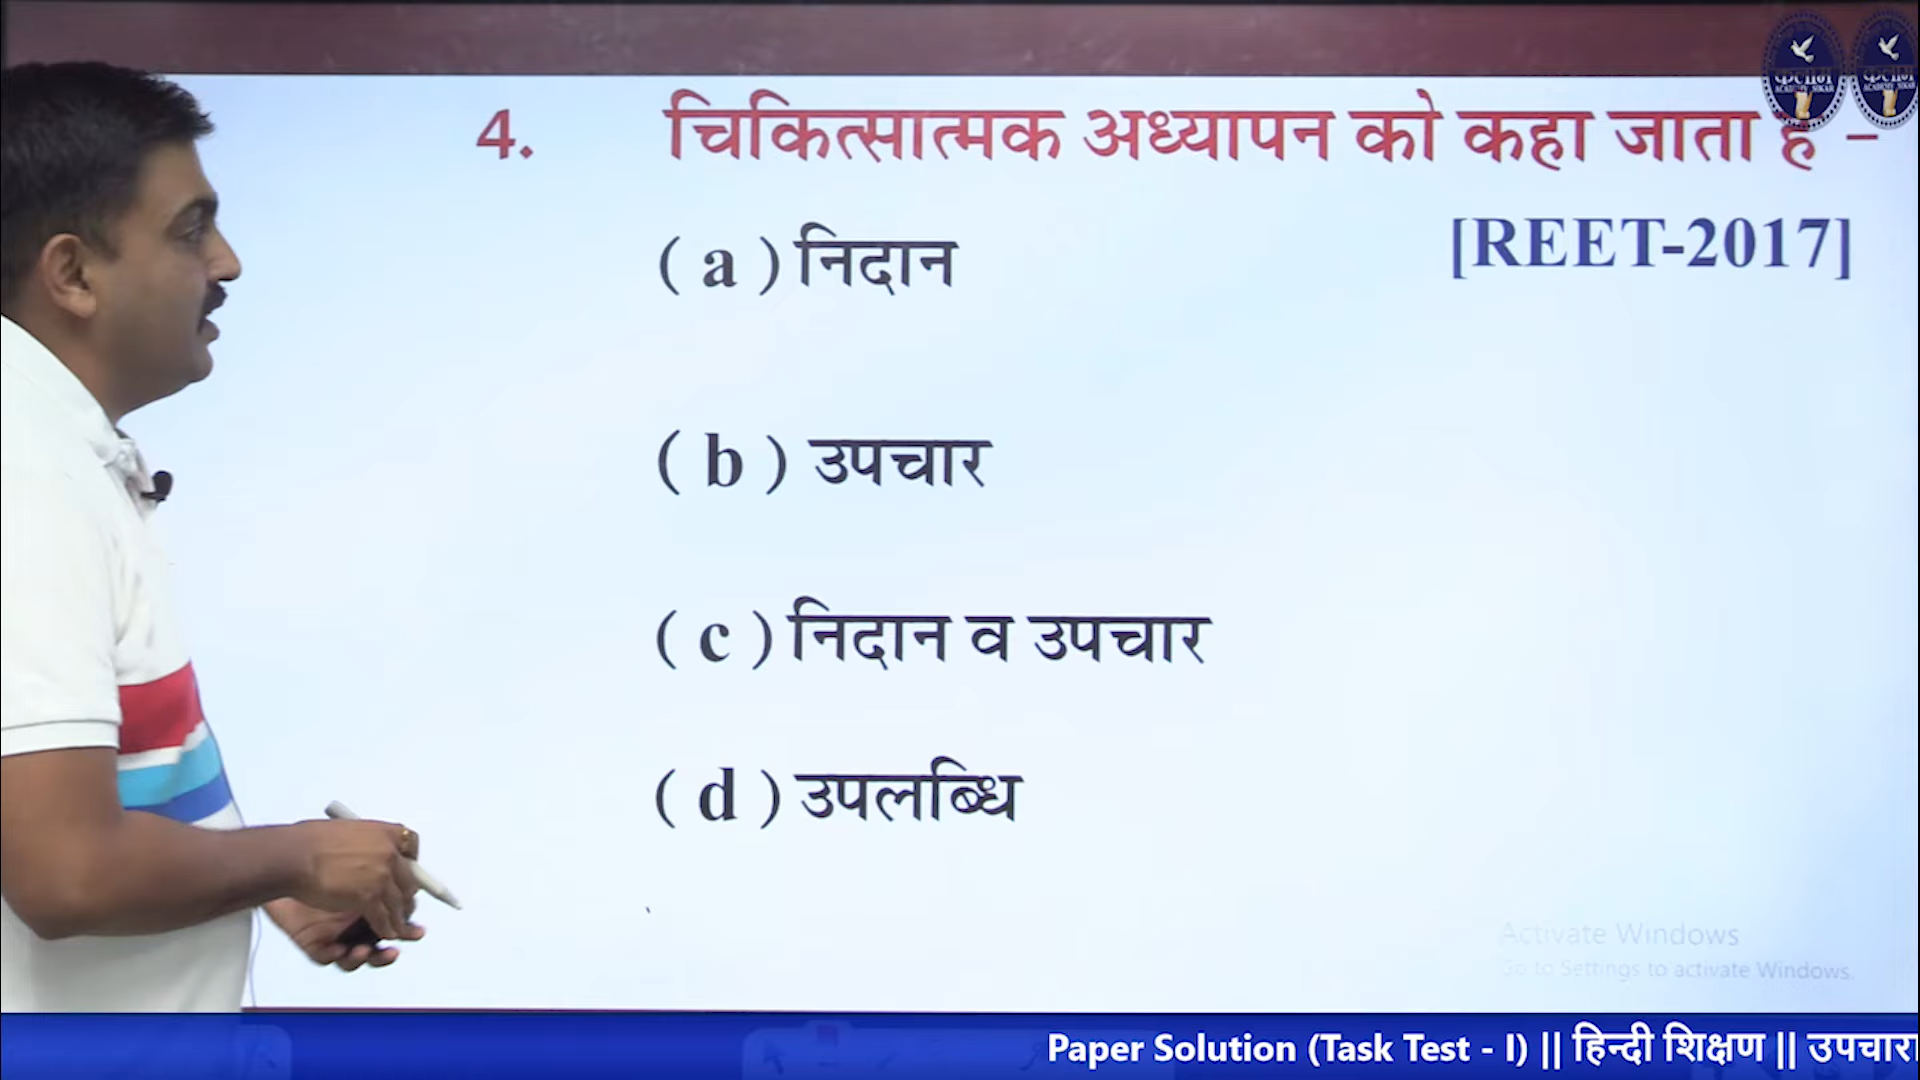 4. चिकित्सात्मक अध्यापन को कहा जाता है –
[REET-2017]
( a ) निदान
( b ) उपचार
( c ) निदान व उपचार
( d ) उपलब्धि
Activate Windows
Go to Settings to activate Windows.
Paper Solution (Task Test - I) || हिन्दी शिक्षण || उपचार